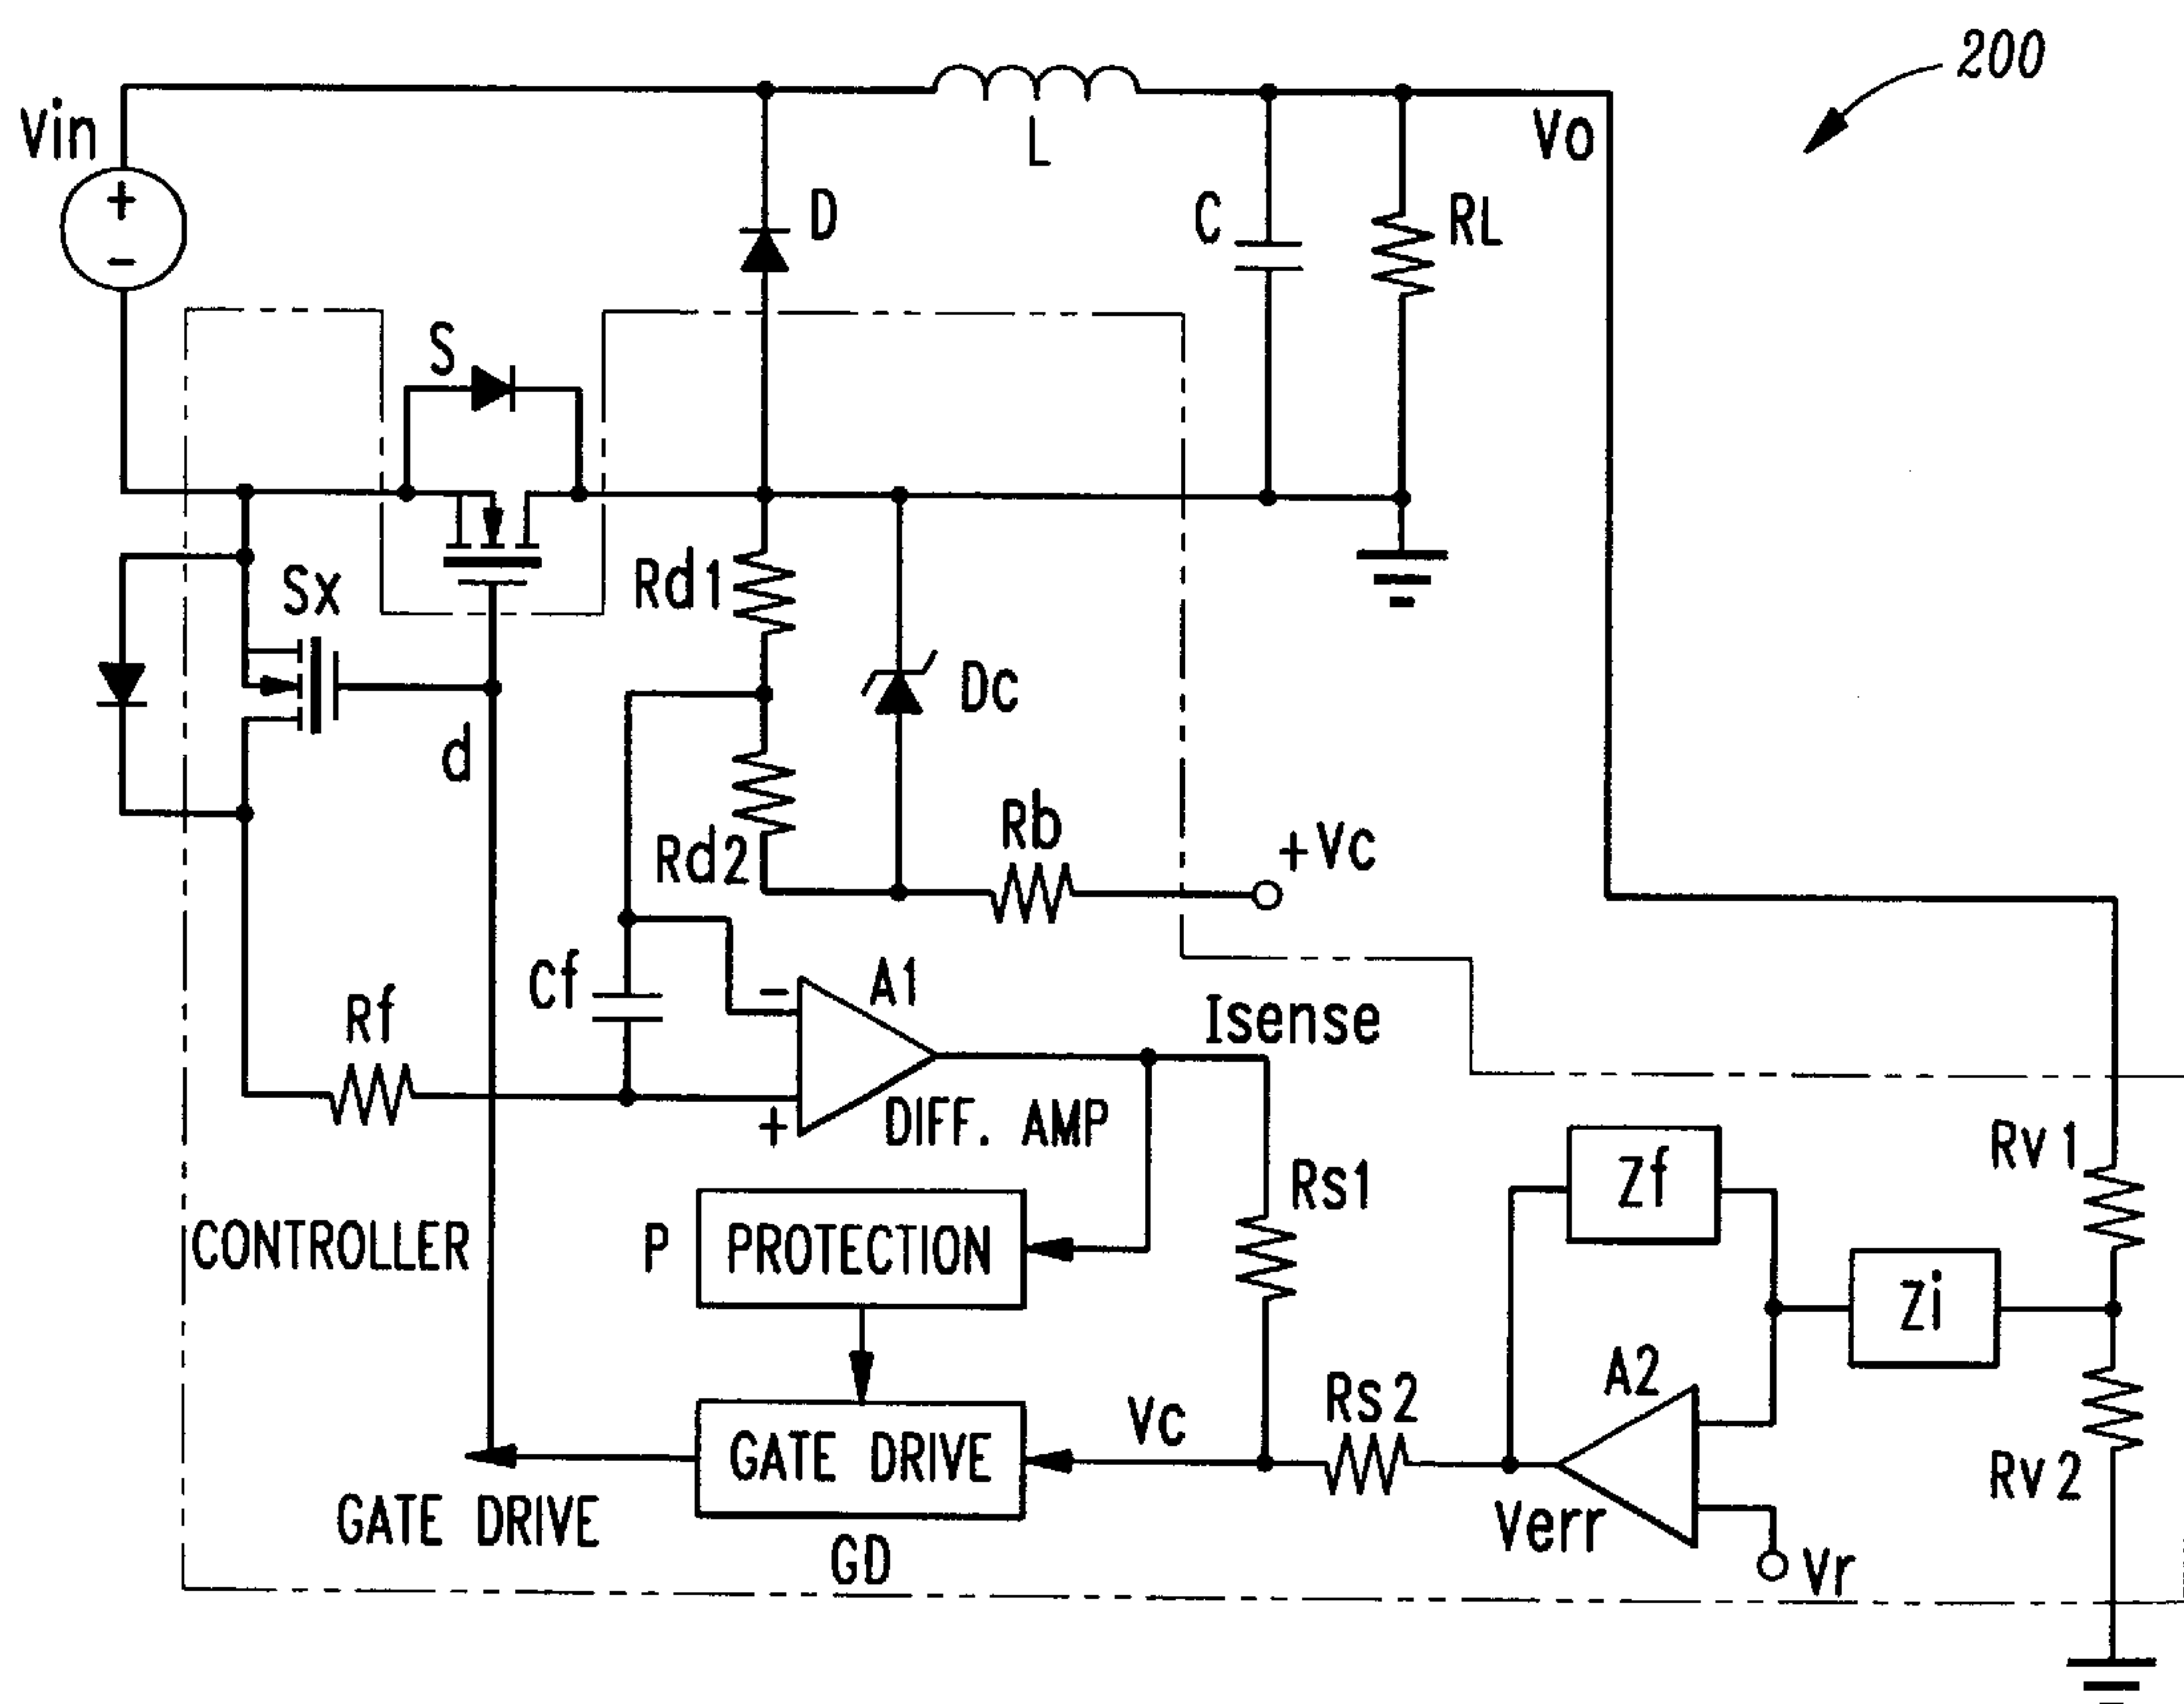 200
Vin
+
-
L
Vo
D
C
RL
S
Rd1
Sx
Dc
d
Rb
+Vc
Rd2
Cf
A1
Rf
-
Isense
+
DIFF. AMP
Rv1
Zf
Rs1
CONTROLLER
P
PROTECTION
Zi
A2
Rs2
Vc
GATE DRIVE
Rv2
GATE DRIVE
Verr
GD
Vr